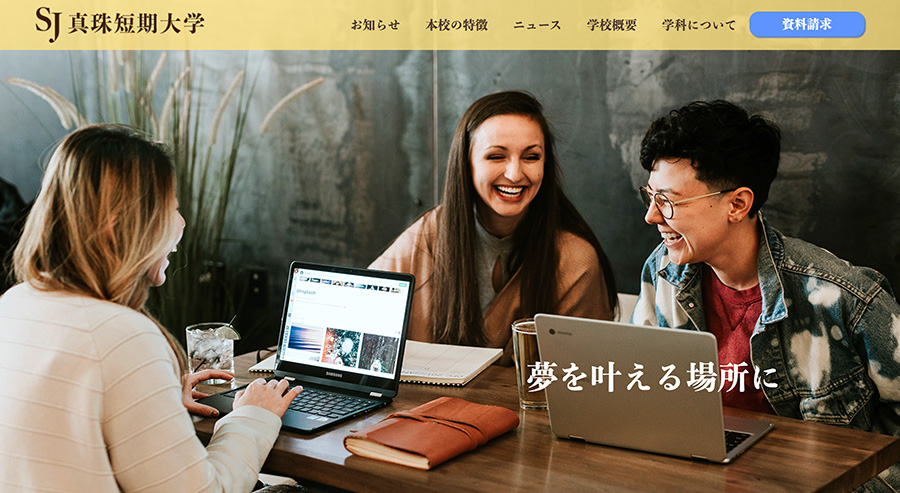 SJ 真珠短期大学
お知らせ
本校の特徴
ニュース
学校概要
学科について
資料請求
夢を叶える場所に
SAMSUNG